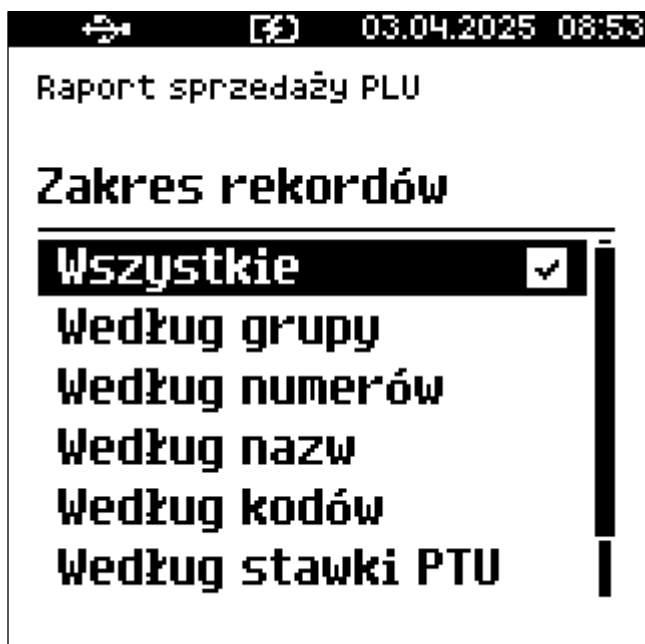 03.04.2025 08:53
Raport sprzedaży PLU
Zakres rekordów
Wszystkie
Według grupy
Według numerów
Według nazw
Według kodów
Według stawki PTU